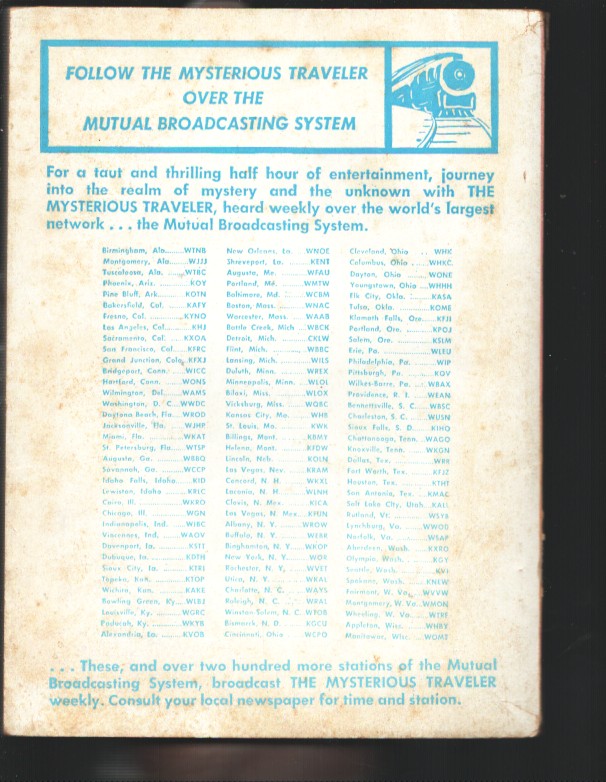 FOLLOW THE MYSTERIOUS TRAVELER
OVER THE
MUTUAL BROADCASTING SYSTEM
For a taut and thrilling half hour of entertainment, journey
into the realm of mystery and the unknown with THE
MYSTERIOUS TRAVELER, heard weekly over the world's largest
network . . . the Mutual Broadcasting System.
Birmingham, Ala.......WTNB
Montgomery, Ala......WJJJ
Tuscaloosa, Ala. .....WTBC
Phoenix, Ariz. ..........KOY
Pine Bluff, Ark........KOTN
Bakersfield, Cal. .....KAFY
Fresno, Cal. ..........KYNO
Los Angeles, Cal.......KHJ
Sacramento, Cal. ....KXOA
San Francisco, Cal....KFRC
Grand Junction, Colo. KFXJ
Bridgeport, Conn......WICC
Hartford, Conn. .....WONS
Wilmington, Del......WAMS
Washington, D. C...WWDC
Daytona Beach, Fla...WROD
Jacksonville, Fla. .....WJHP
Miami, Fla. ..........WKAT
St. Petersburg, Fla....WTSP
Augusta, Ga. .........WBBQ
Savannah, Ga. .......WCCP
Idaho Falls, Idaho......KID
Lewiston, Idaho ......KRLC
Cairo, Ill. ............WKRO
Chicago, Ill. ..........WGN
Indianapolis, Ind. ....WIBC
Vincennes, Ind. .....WAOV
Davenport, Ia. ........KSTT
Dubuque, Ia. .........KDTH
Sioux City, Ia. ........KTRI
Topeka, Kan. .........KTOP
Wichita, Kan. ........KAKE
Bowling Green, Ky...WLBJ
Louisville, Ky. .......WGRC
Paducah, Ky. .........WKYB
Alexandria, La. .......KVOB
New Orleans, La. ...WNOE
Shreveport, La. .......KENT
Augusta, Me. ........WFAU
Portland, Md. .......WMTW
Baltimore, Md. .......WCBM
Boston, Mass. ........WNAC
Worcester, Mass. ....WAAB
Battle Creek, Mich ...WBCK
Detroit, Mich. ........CKLW
Flint, Mich. ..........WBBC
Lansing, Mich. ........WILS
Duluth, Minn. ........WREX
Minneapolis, Minn. ..WLOL
Biloxi, Miss. ..........WLOX
Vicksburg, Miss. .....WQBC
Kansas City, Mo. ......WHB
St. Louis, Mo. .........KWK
Billings, Mont. .......KBMY
Helena, Mont. .......KFDW
Lincoln, Neb. ........KOLN
Las Vegas, Nev. .....KRAM
Concord, N. H. ......WKXL
Laconia, N. H. .......WLNH
Clovis, N. Mex. .......KICA
Las Vegas, N. Mex. ..KFUN
Albany, N. Y. .......WROW
Buffalo, N. Y. ........WEBR
Binghamton, N. Y. ...WKOP
New York, N. Y. .....WOR
Rochester, N. Y. ......WVET
Utica, N. Y. ..........WKAL
Charlotte, N. C. ......WAYS
Raleigh, N. C. ........WRAL
Winston-Salem, N. C. WTOB
Bismarck, N. D. ......KGCU
Cincinnati, Ohio .....WCPO
Cleveland, Ohio .. WHK
Columbus, Ohio ....WHKC
Dayton, Ohio .......WONE
Youngstown, Ohio ...WHHH
Elk City, Okla. .......KASA
Tulsa, Okla. .........KOME
Klamath Falls, Ore.....KFJI
Portland, Ore. ........KPOJ
Salem, Ore. ..........KSLM
Erie, Pa. .............WLEU
Philadelphia, Pa. .......WIP
Pittsburgh, Pa. ........KQV
Wilkes-Barre, Pa. ....WBAX
Providence, R. I. .....WEAN
Bennettsville, S. C. ...WBSC
Charleston, S. C. .....WUSN
Sioux Falls, S. D. .....KIHO
Chattanooga, Tenn. ..WAGO
Knoxville, Tenn. .....WKGN
Dallas, Tex. ..........WRR
Fort Worth, Tex. ......KFJZ
Houston, Tex. ........KTHT
San Antonio, Tex. ....KMAC
Salt Lake City, Utah...KALL
Rutland, Vt. ..........WSYB
Lynchburg, Va. .....WWOD
Norfolk, Va. ..........WSAP
Aberdeen, Wash. .....KXRO
Olympia, Wash. .......KGY
Seattle, Wash. .........KVI
Spokane, Wash. ......KNEW
Fairmont, W. Va. ....WVVW
Montgomery, W. Va. WMON
Wheeling, W. Va. .....WTRF
Appleton, Wisc. ......WHBY
Manitowoc, Wisc. ....WOMT
. . . These, and over two hundred more stations of the Mutual
Broadcasting System, broadcast THE MYSTERIOUS TRAVELER
weekly. Consult your local newspaper for time and station.